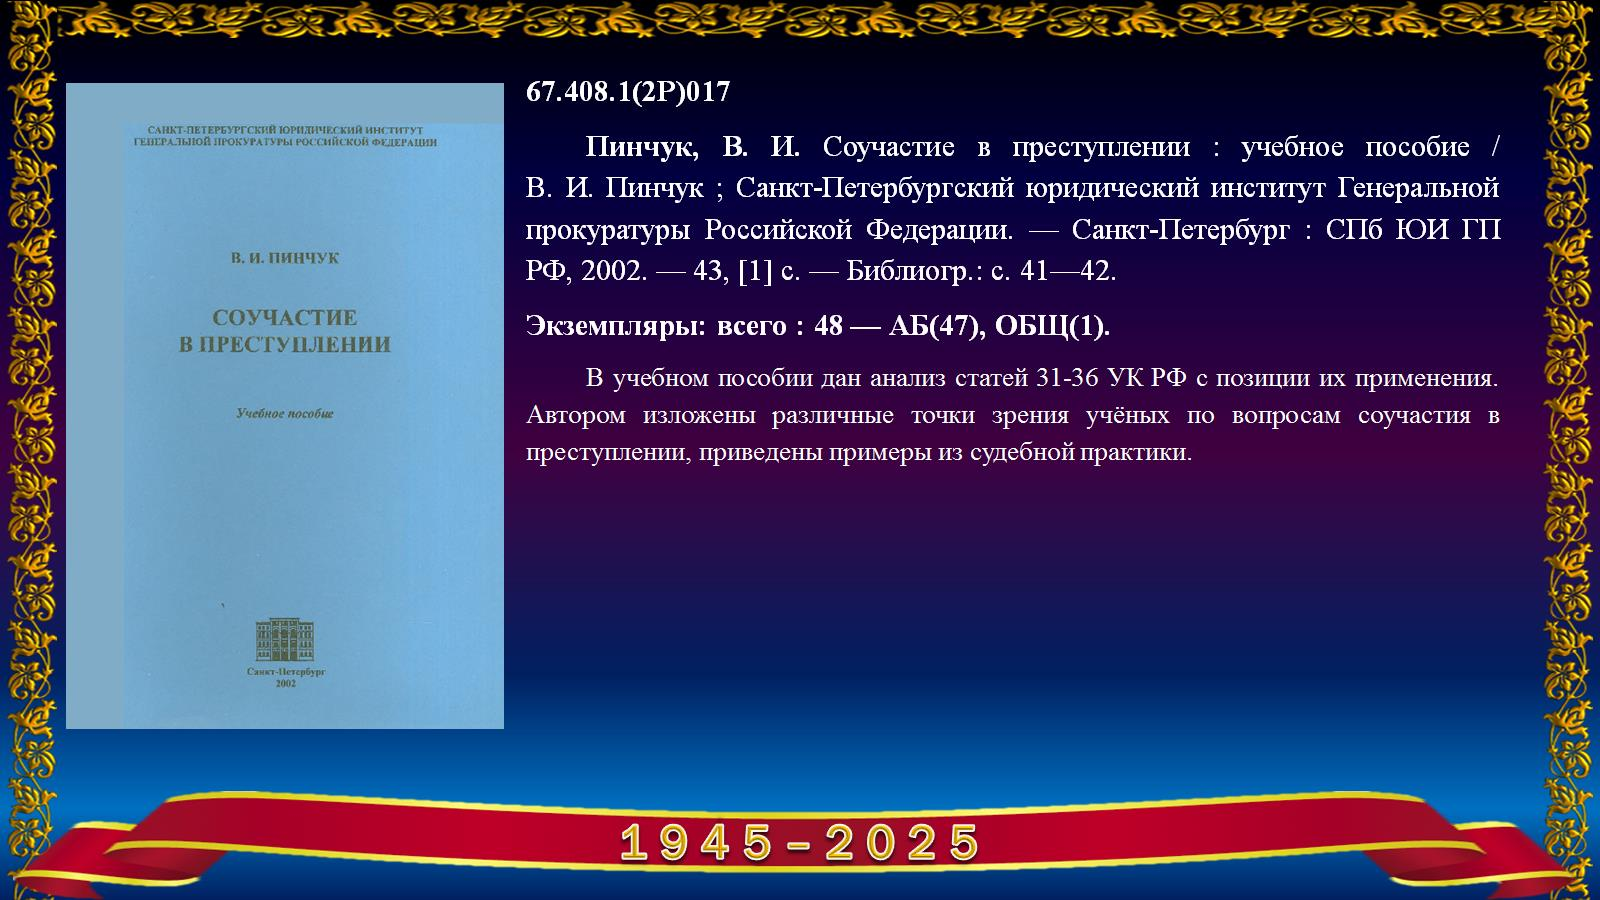 САНКТ-ПЕТЕРБУРГСКИЙ ЮРИДИЧЕСКИЙ ИНСТИТУТ
ГЕНЕРАЛЬНОЙ ПРОКУРАТУРЫ РОССИЙСКОЙ ФЕДЕРАЦИИ
В. И. ПИНЧУК
СОУЧАСТИЕ
В ПРЕСТУПЛЕНИИ
Учебное пособие
Санкт-Петербург
2002
67.408.1(2Р)017
Пинчук, В. И. Соучастие в преступлении : учебное пособие /
В. И. Пинчук ; Санкт-Петербургский юридический институт Генеральной
прокуратуры Российской Федерации. — Санкт-Петербург : СПб ЮИ ГП
РФ, 2002. — 43, [1] с. — Библиогр.: с. 41—42.
Экземпляры: всего : 48 — АБ(47), ОБЩ(1).
В учебном пособии дан анализ статей 31-36 УК РФ с позиции их применения.
Автором изложены различные точки зрения учёных по вопросам соучастия в
преступлении, приведены примеры из судебной практики.
1945–2025